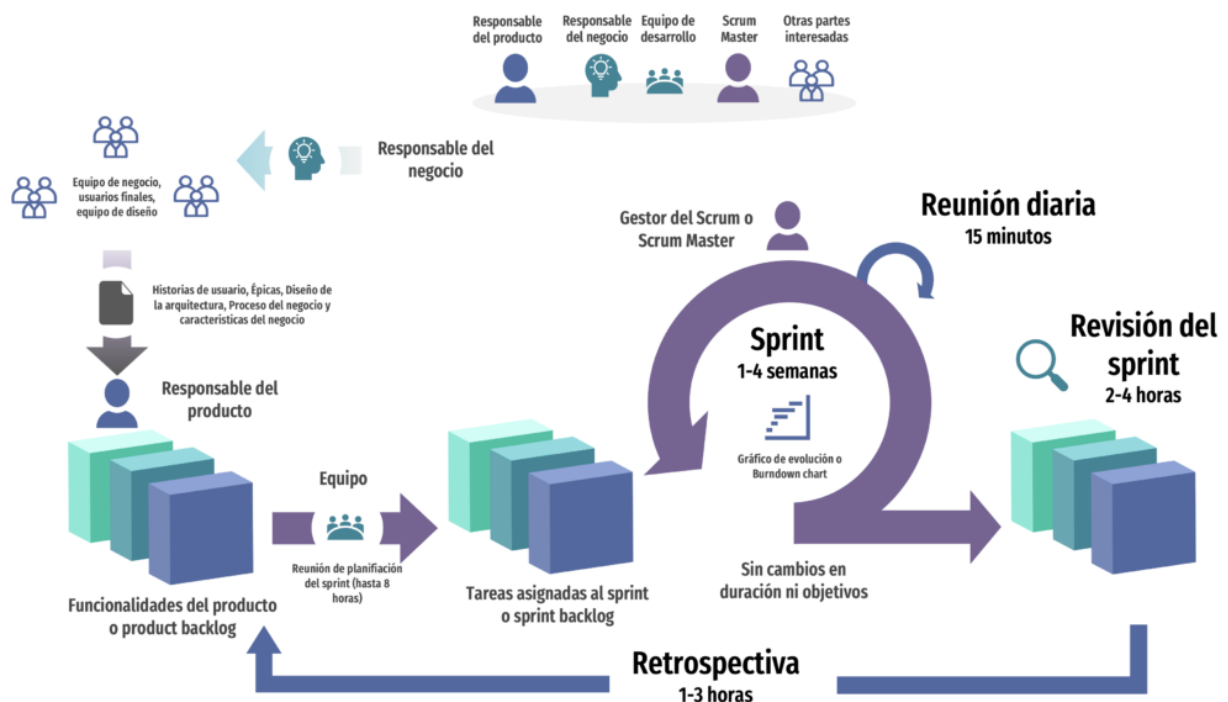 Responsable
del producto
Responsable
del negocio
Equipo de
desarrollo
Scrum
Master
Otras partes
interesadas
Responsable del
negocio
Equipo de negocio,
usuarios finales,
equipo de diseño
Historias de usuario, Épicas, Diseño de
la arquitectura, Proceso del negocio y
características del negocio
Responsable del
producto
Gestor del Scrum o
Scrum Master
Reunión diaria
15 minutos
Sprint
1-4 semanas
Gráfico de evolución o
Burndown chart
Revisión del
sprint
2-4 horas
Equipo
Reunión de planifiación
del sprint (hasta 8
horas)
Funcionalidades del producto
o product backlog
Tareas asignadas al sprint
o sprint backlog
Sin cambios en
duración ni objetivos
Retrospectiva
1-3 horas